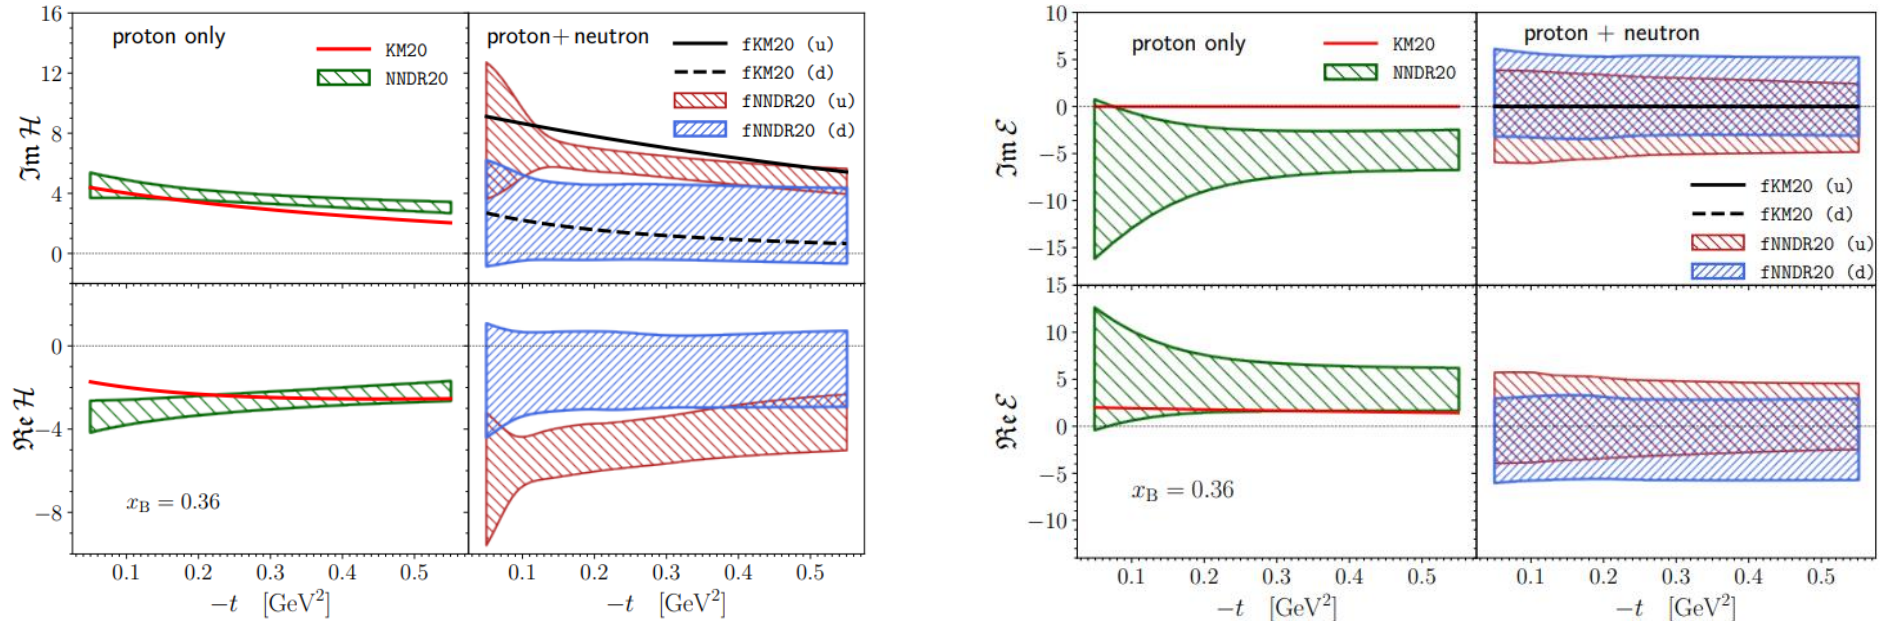 proton only
KM20
NNDR20
proton+neutron
fKM20 (u)
fKM20 (d)
fNNDR20 (u)
fNNDR20 (d)
16
12
8
4
0
ℑm ℋ
0
−4
−8
ℜe ℋ
x_B = 0.36
0.1 0.2 0.3 0.4 0.5
0.1 0.2 0.3 0.4 0.5
−t [GeV²]
−t [GeV²]
proton only
KM20
NNDR20
proton + neutron
fKM20 (u)
fKM20 (d)
fNNDR20 (u)
fNNDR20 (d)
10
5
0
−5
−10
−15
ℑm ℰ
15
10
5
0
−5
−10
ℜe ℰ
x_B = 0.36
0.1 0.2 0.3 0.4 0.5
0.1 0.2 0.3 0.4 0.5
−t [GeV²]
−t [GeV²]